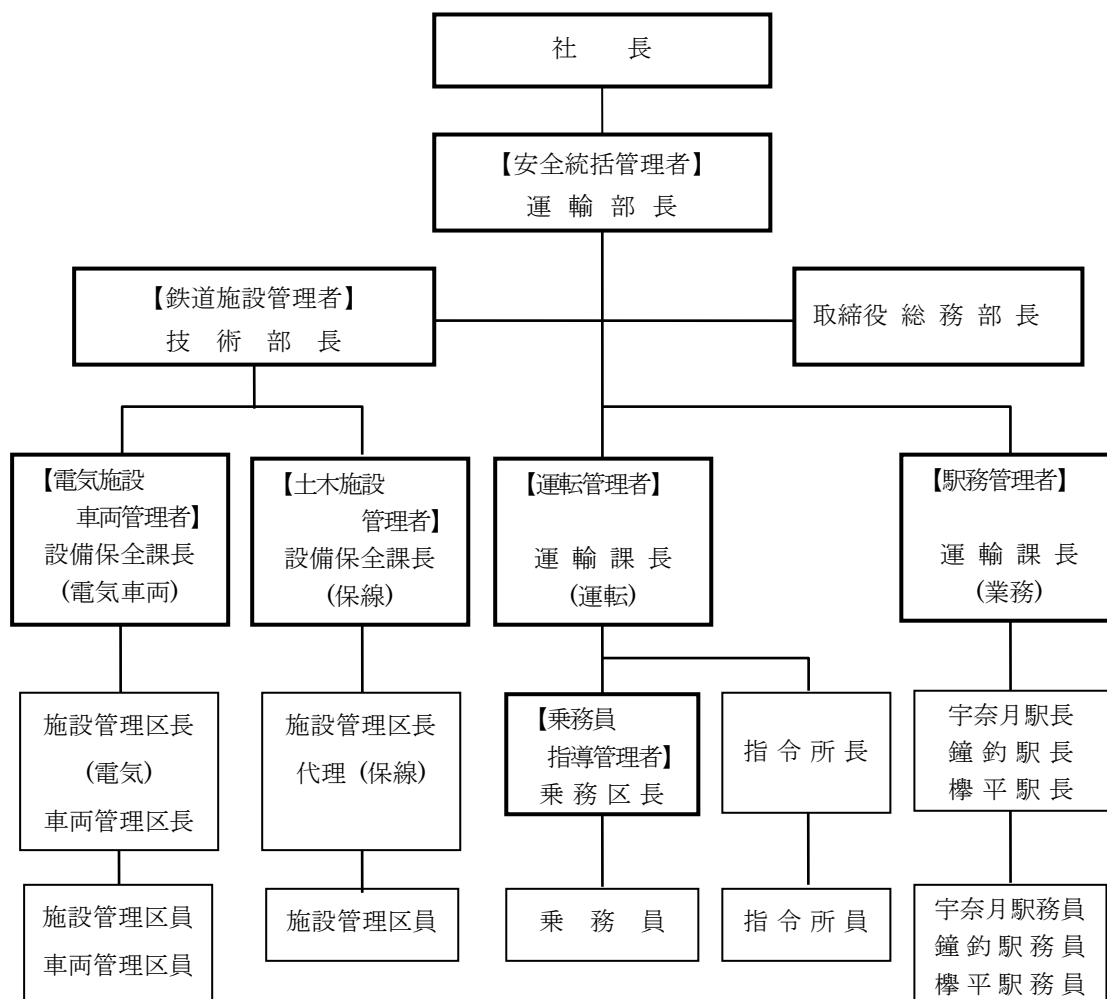 社 長
【安全統括管理者】
運 輸 部 長
【鉄道施設管理者】
技 術 部 長
取締役 総 務 部 長
【電気施設
車両管理者】
設備保全課長
(電気車両)
【土木施設
管理者】
設備保全課長
(保線)
【運転管理者】
運 輸 課 長
(運転)
【駅務管理者】
運 輸 課 長
(業務)
施設管理区長
(電気)
車両管理区長
施設管理区長
代理 (保線)
【乗務員
指導管理者】
乗 務 区 長
指 令 所 長
宇奈月駅長
鐘 釣 駅 長
欅 平 駅 長
施設管理区員
車両管理区員
施設管理区員
乗 務 員
指 令 所 員
宇奈月駅務員
鐘 釣 駅 務 員
欅 平 駅 務 員